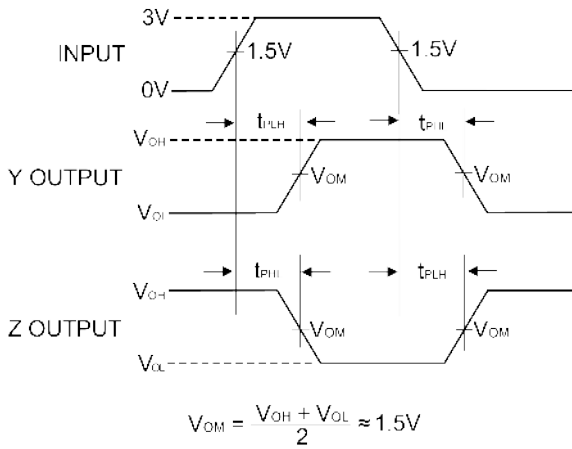 3V
INPUT
1.5V
1.5V
0V
tPLH
tPHL
VOH
Y OUTPUT
VOM
VOM
VOL
tPHL
tPLH
VOH
Z OUTPUT
VOM
VOM
VOL
VOM = VOH + VOL / 2 ≈ 1.5V